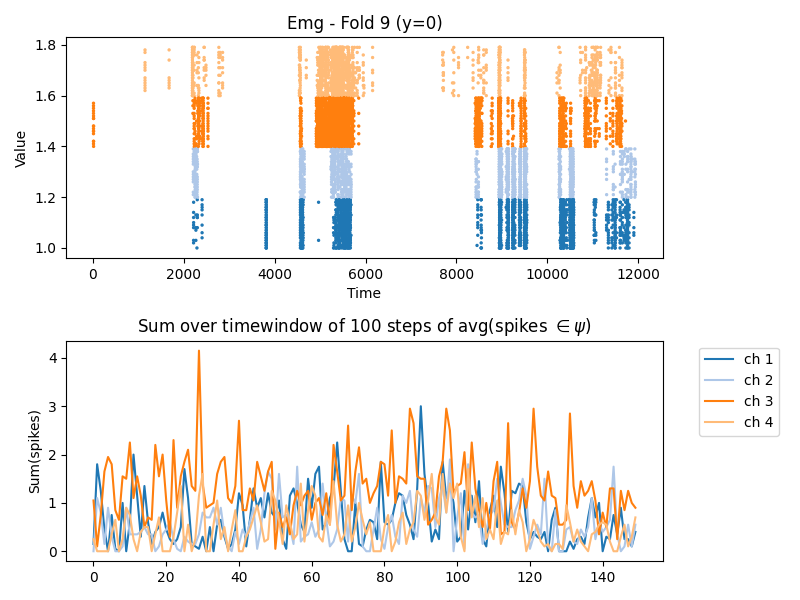 Emg - Fold 9 (y=0)
1.8
1.6
1.4
1.2
1.0
Value
0 2000 4000 6000 8000 10000 12000
Time
Sum over timewindow of 100 steps of avg(spikes ∈ ψ)
4
3
2
1
0
Sum(spikes)
0 20 40 60 80 100 120 140
ch 1
ch 2
ch 3
ch 4